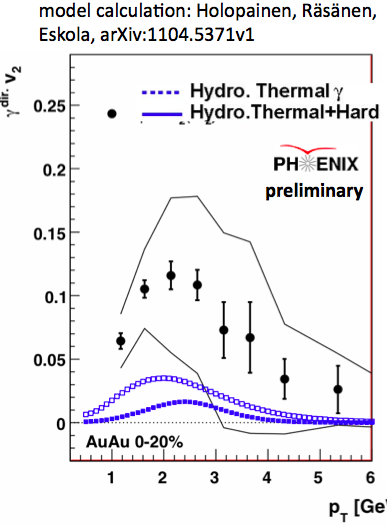 model calculation: Holopainen, Räsänen,
Eskola, arXiv:1104.5371v1
γ dir. v2
Hydro. Thermal γ
Hydro.Thermal+Hard
PHENIX
preliminary
0.25
0.2
0.15
0.1
0.05
0
AuAu 0-20%
1 2 3 4 5 6
pT [Ge